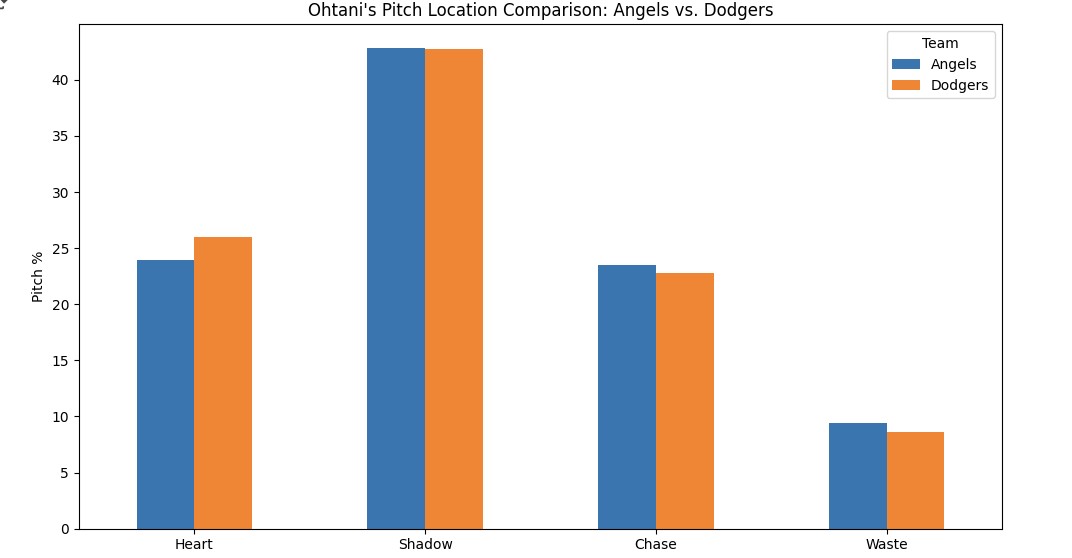 Ohtani's Pitch Location Comparison: Angels vs. Dodgers
Team
Angels
Dodgers
Pitch %
40
35
30
25
20
15
10
5
0
Heart Shadow Chase Waste